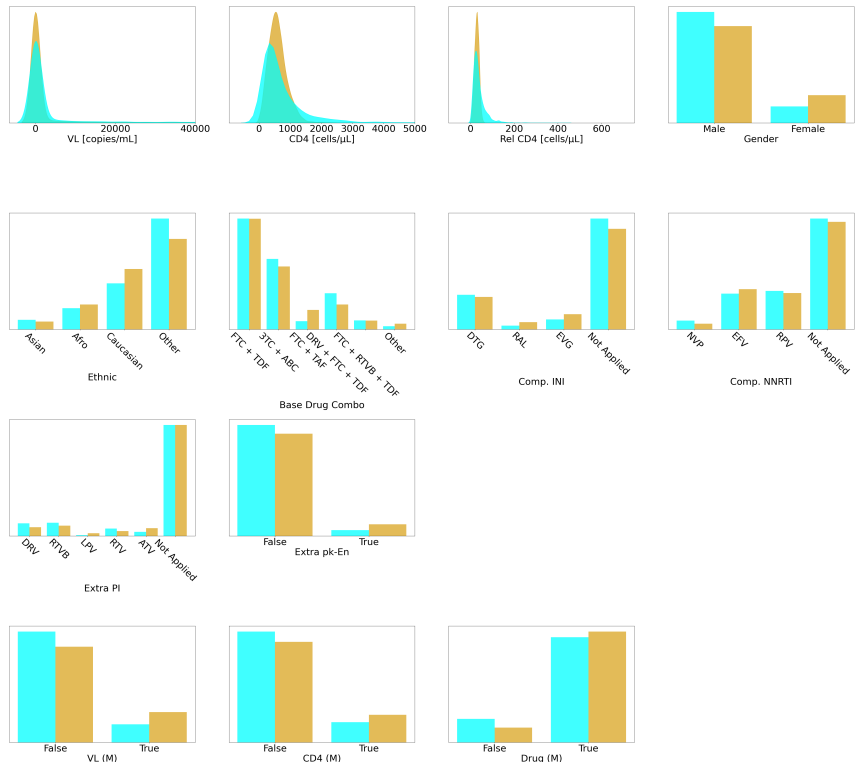 0 20000 40000
VL [copies/mL]
0 1000 2000 3000 4000 5000
CD4 [cells/µL]
0 200 400 600
Rel CD4 [cells/µL]
Male Female
Gender
Asian Afro Caucasian Other
Ethnic
FTC + TDF 3TC + ABC FTC + TAF DRV + FTC + TDF FTC + RTVB + TDF Other
Base Drug Combo
DTG RAL EVG Not Applied
Comp. INI
NVP EFV RPV Not Applied
Comp. NNRTI
DRV RTVB LPV RTV ATV Not Applied
Extra PI
False True
Extra pk-En
False True
VL (M)
False True
CD4 (M)
False True
Drug (M)